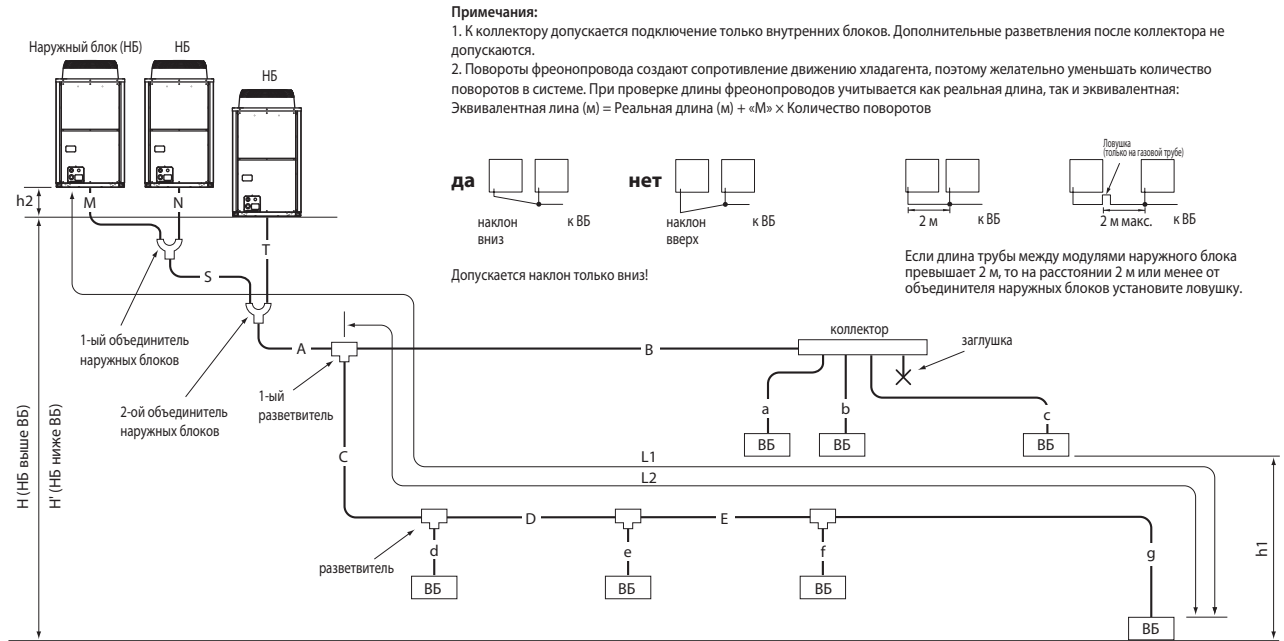 Примечания:
1. К коллектору допускается подключение только внутренних блоков. Дополнительные разветвления после коллектора не
допускаются.
2. Повороты фреонопровода создают сопротивление движению хладагента, поэтому желательно уменьшать количество
поворотов в системе. При проверке длины фреонопроводов учитывается как реальная длина, так и эквивалентная:
Эквивалентная лина (м) = Реальная длина (м) + «М» × Количество поворотов
Наружный блок (НБ)
НБ
НБ
да
наклон
вниз
к ВБ
нет
наклон
вверх
к ВБ
Допускается наклон только вниз!
2 м
к ВБ
Ловушка
(только на газовой трубе)
2 м макс.
к ВБ
Если длина трубы между модулями наружного блока
превышает 2 м, то на расстоянии 2 м или менее от
объединителя наружных блоков установите ловушку.
h2
M
N
T
S
1-ый объединитель
наружных блоков
2-ой объединитель
наружных блоков
A
1-ый
разветвитель
B
коллектор
заглушка
a
b
c
ВБ
ВБ
ВБ
H (НБ выше ВБ)
H' (НБ ниже ВБ)
C
L1
L2
D
E
разветвитель
d
e
f
g
ВБ
ВБ
ВБ
ВБ
h1